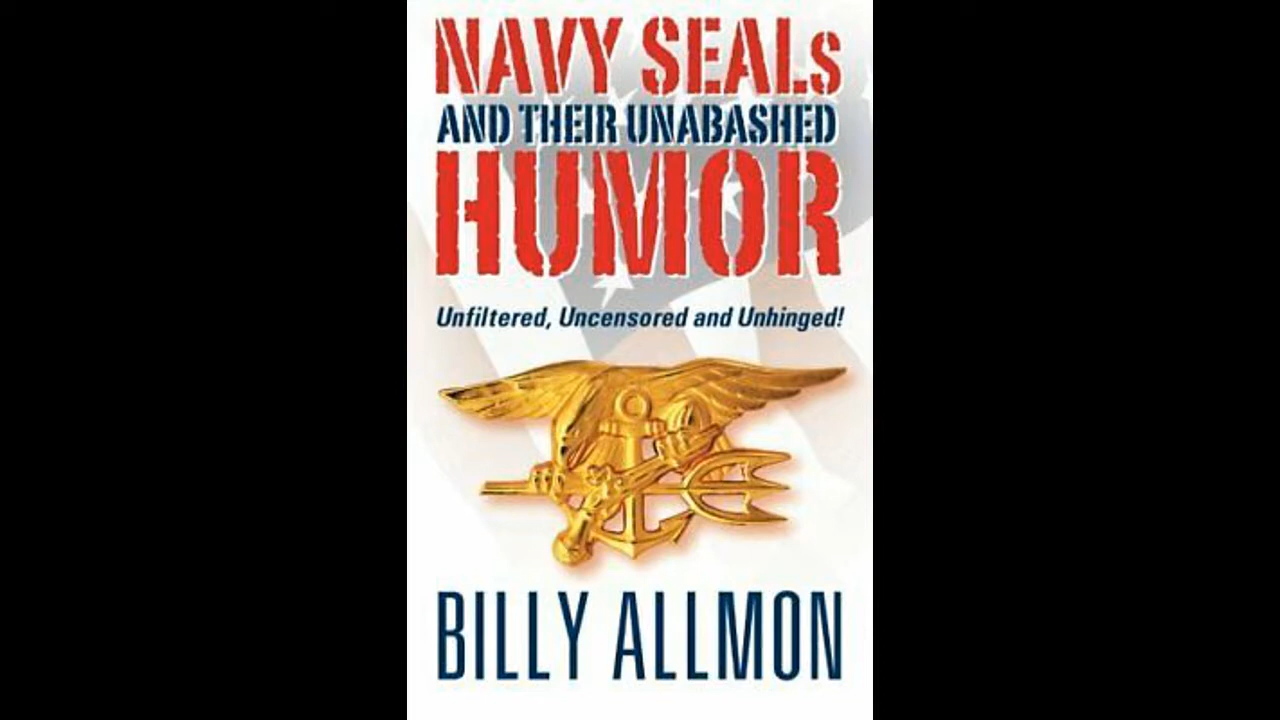 NAVY SEALs
AND THEIR UNABASHED
HUMOR
Unfiltered, Uncensored and Unhinged!
BILLY ALLMON